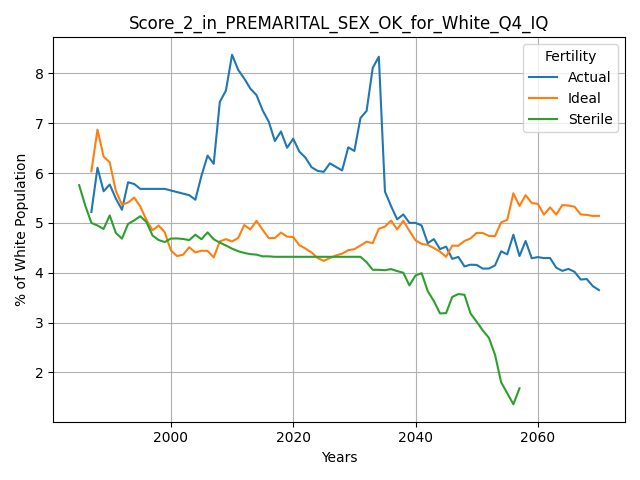 Score_2_in_PREMARITAL_SEX_OK_for_White_Q4_IQ
Fertility
Actual
Ideal
Sterile
% of White Population
8
7
6
5
4
3
2
2000 2020 2040 2060
Years